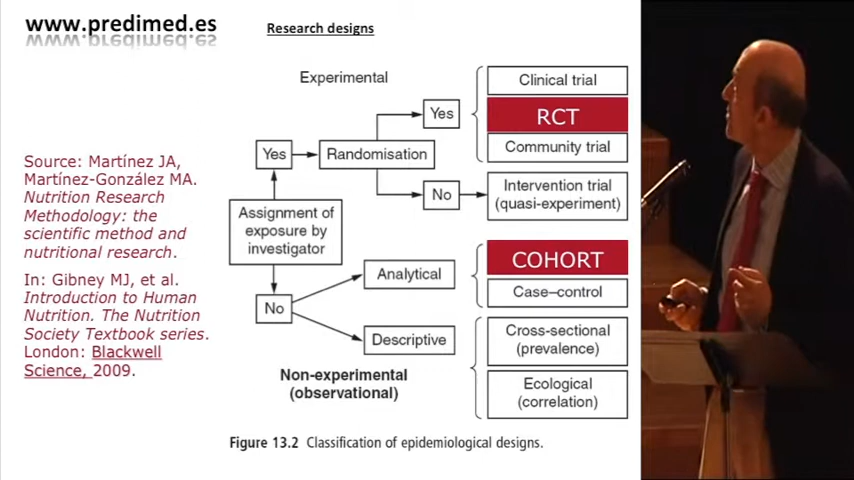 www.predimed.es
Research designs
Experimental
Clinical trial
Yes
RCT
Community trial
Yes
Randomisation
No
Intervention trial
(quasi-experiment)
Source: Martínez JA,
Martínez-González MA.
Nutrition Research
Methodology: the
scientific method and
nutritional research.
In: Gibney MJ, et al.
Introduction to Human
Nutrition. The Nutrition
Society Textbook series.
London: Blackwell
Science, 2009.
Assignment of
exposure by
investigator
Analytical
COHORT
Case–control
No
Descriptive
Cross-sectional
(prevalence)
Non-experimental
(observational)
Ecological
(correlation)
Figure 13.2 Classification of epidemiological designs.